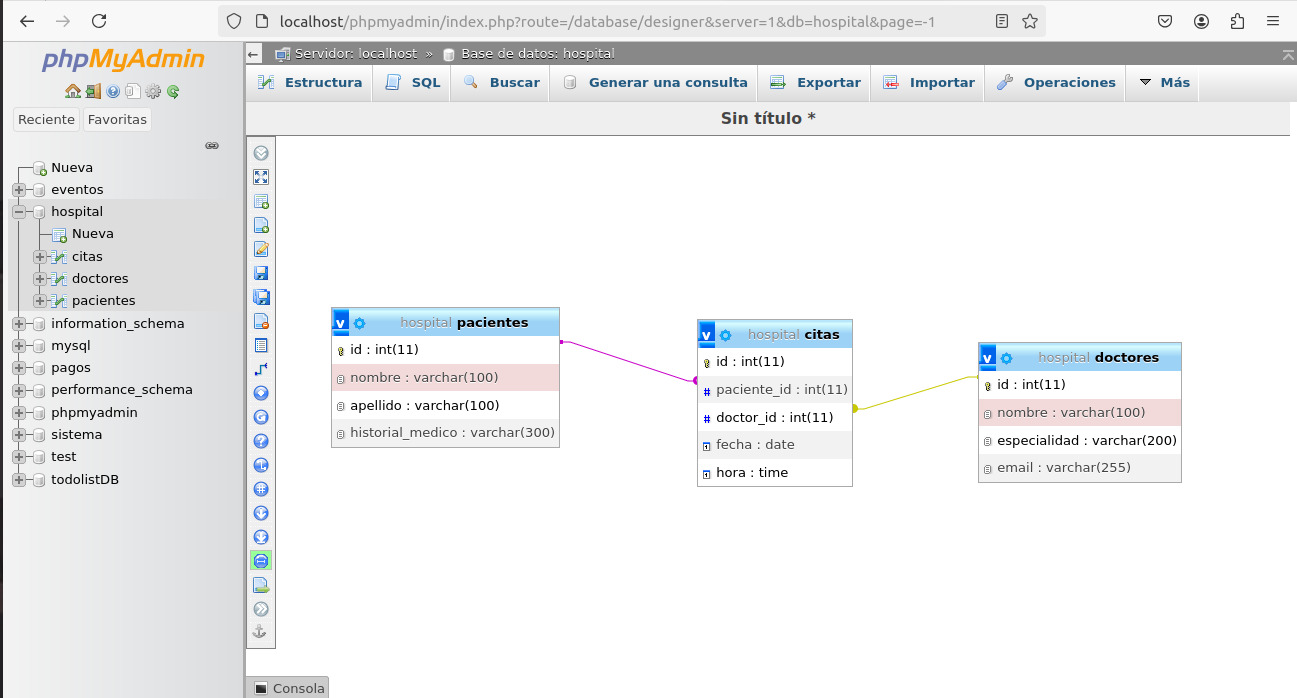 localhost/phpmyadmin/index.php?route=/database/designer&server=1&db=hospital&page=-1
phpMyAdmin
Reciente
Favoritas
Nueva
eventos
hospital
Nueva
citas
doctores
pacientes
information_schema
mysql
pagos
performance_schema
phpmyadmin
sistema
test
todolistDB
Servidor: localhost » Base de datos: hospital
Estructura
SQL
Buscar
Generar una consulta
Exportar
Importar
Operaciones
Más
Sin título *
v hospital pacientes
id : int(11)
nombre : varchar(100)
apellido : varchar(100)
historial_medico : varchar(300)
v hospital citas
id : int(11)
# paciente_id : int(11)
# doctor_id : int(11)
fecha : date
hora : time
v hospital doctores
id : int(11)
nombre : varchar(100)
especialidad : varchar(200)
email : varchar(255)
Consola